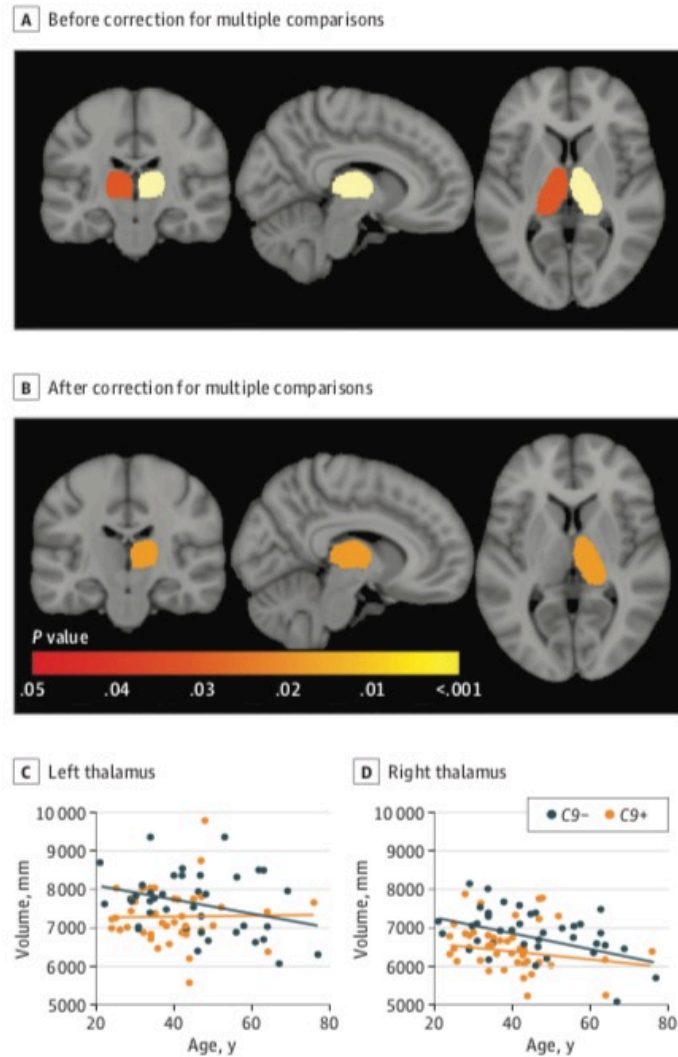 A Before correction for multiple comparisons
B After correction for multiple comparisons
P value
.05 .04 .03 .02 .01 <.001
C Left thalamus
D Right thalamus
C9− C9+
10 000
9000
8000
7000
6000
5000
Volume, mm
20 40 60 80
Age, y
10 000
9000
8000
7000
6000
5000
Volume, mm
20 40 60 80
Age, y